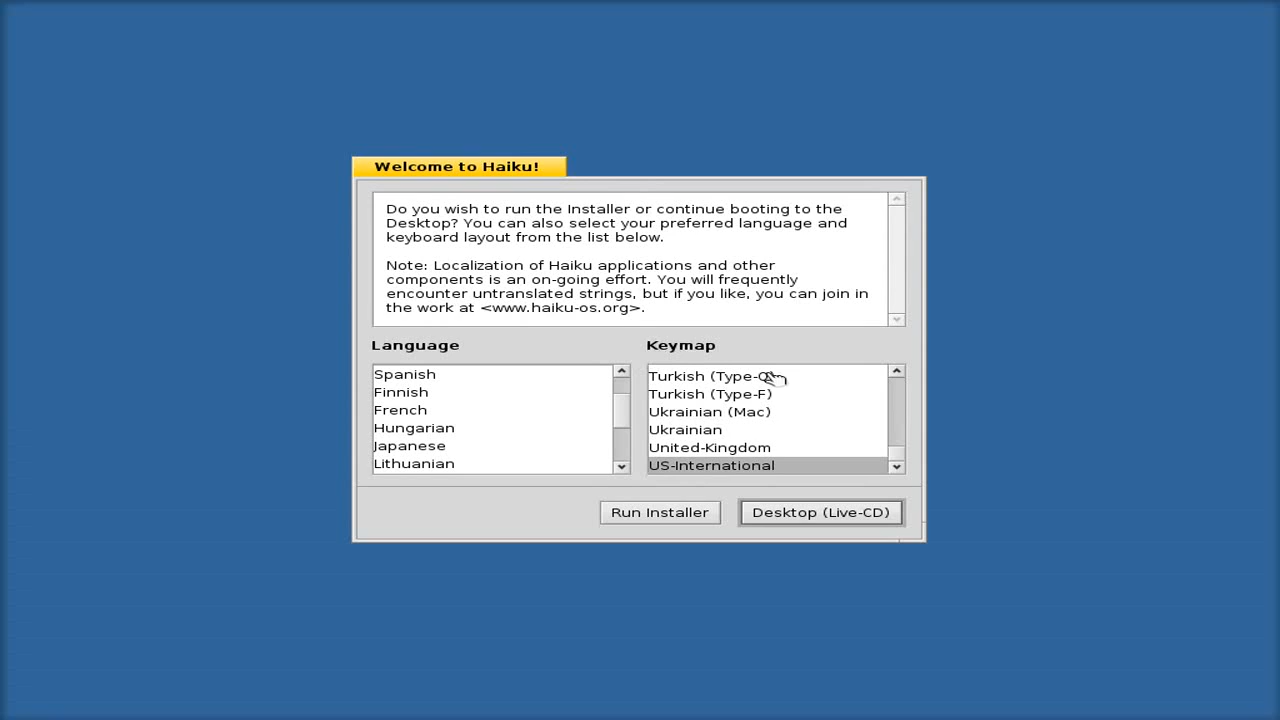 Welcome to Haiku!
Do you wish to run the Installer or continue booting to the
Desktop? You can also select your preferred language and
keyboard layout from the list below.
Note: Localization of Haiku applications and other
components is an on-going effort. You will frequently
encounter untranslated strings, but if you like, you can join in
the work at <www.haiku-os.org>.
Language
Spanish
Finnish
French
Hungarian
Japanese
Lithuanian
Keymap
Turkish (Type-Q)
Turkish (Type-F)
Ukrainian (Mac)
Ukrainian
United-Kingdom
US-International
Run Installer
Desktop (Live-CD)